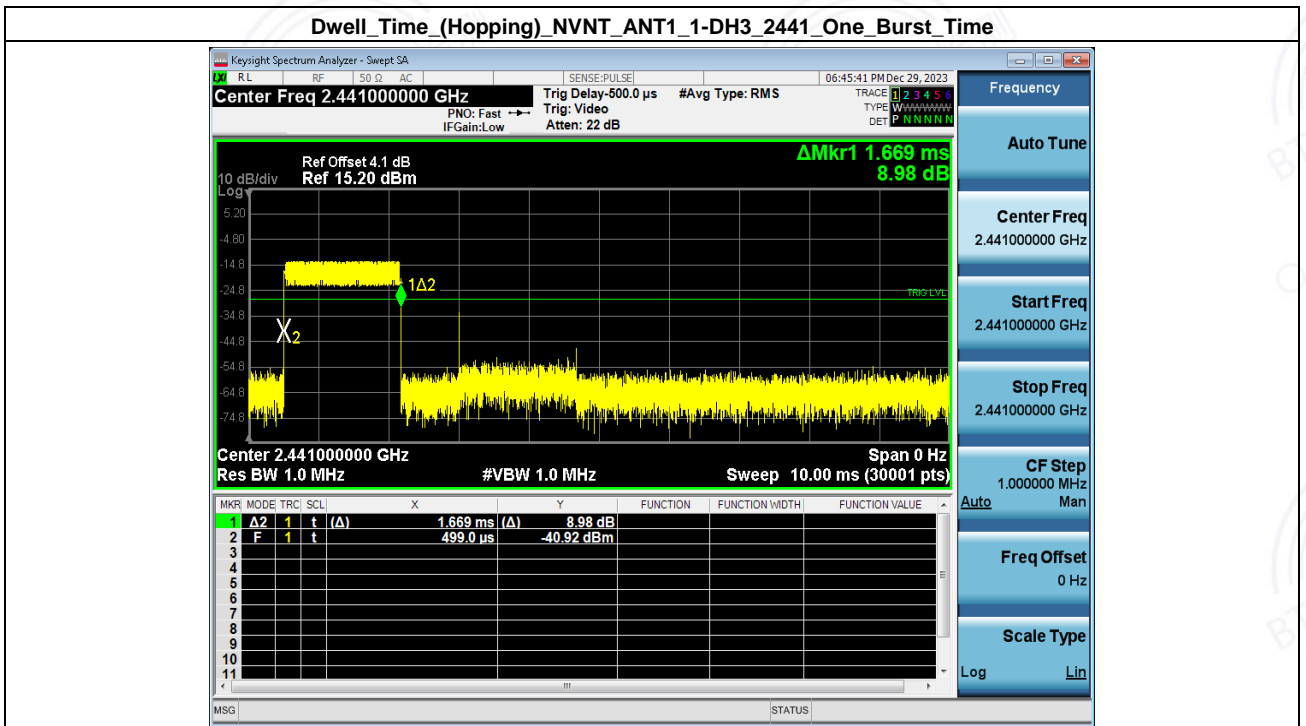 Dwell_Time_(Hopping)_NVNT_ANT1_1-DH3_2441_One_Burst_Time
Keysight Spectrum Analyzer - Swept SA
LXI RL RF 50 Ω AC SENSE:PULSE 06:45:41 PM Dec 29, 2023
Center Freq 2.441000000 GHz
PNO: Fast
IFGain:Low
Trig Delay-500.0 µs
Trig: Video
Atten: 22 dB
#Avg Type: RMS
TRACE 1 2 3 4 5 6
TYPE WWWWWW
DET P N N N N N
Frequency
Auto Tune
Center Freq
2.441000000 GHz
Start Freq
2.441000000 GHz
Stop Freq
2.441000000 GHz
CF Step
1.000000 MHz
Auto Man
Freq Offset
0 Hz
Scale Type
Log Lin
ΔMkr1 1.669 ms
8.98 dB
Ref Offset 4.1 dB
10 dB/div Ref 15.20 dBm
Log
5.20
-4.80
-14.8
-24.8
-34.8
-44.8
-54.8
-64.8
-74.8
1Δ2
TRIG LVL
X2
Center 2.441000000 GHz Span 0 Hz
Res BW 1.0 MHz #VBW 1.0 MHz Sweep 10.00 ms (30001 pts)
MKR MODE TRC SCL X Y FUNCTION FUNCTION WIDTH FUNCTION VALUE
1 Δ2 1 t (Δ) 1.669 ms (Δ) 8.98 dB
2 F 1 t 499.0 µs -40.92 dBm
3
4
5
6
7
8
9
10
11
MSG STATUS